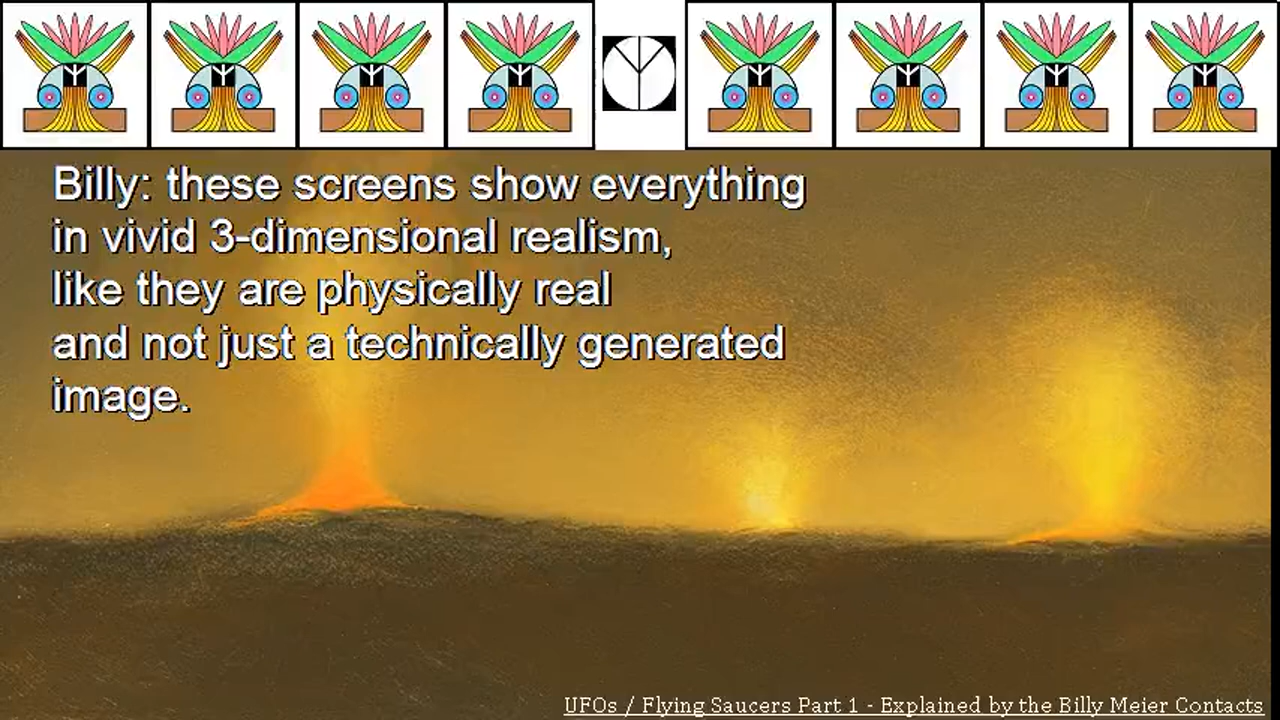 Billy: these screens show everything
in vivid 3-dimensional realism,
like they are physically real
and not just a technically generated
image.
UFOs / Flying Saucers Part 1 - Explained by the Billy Meier Contacts